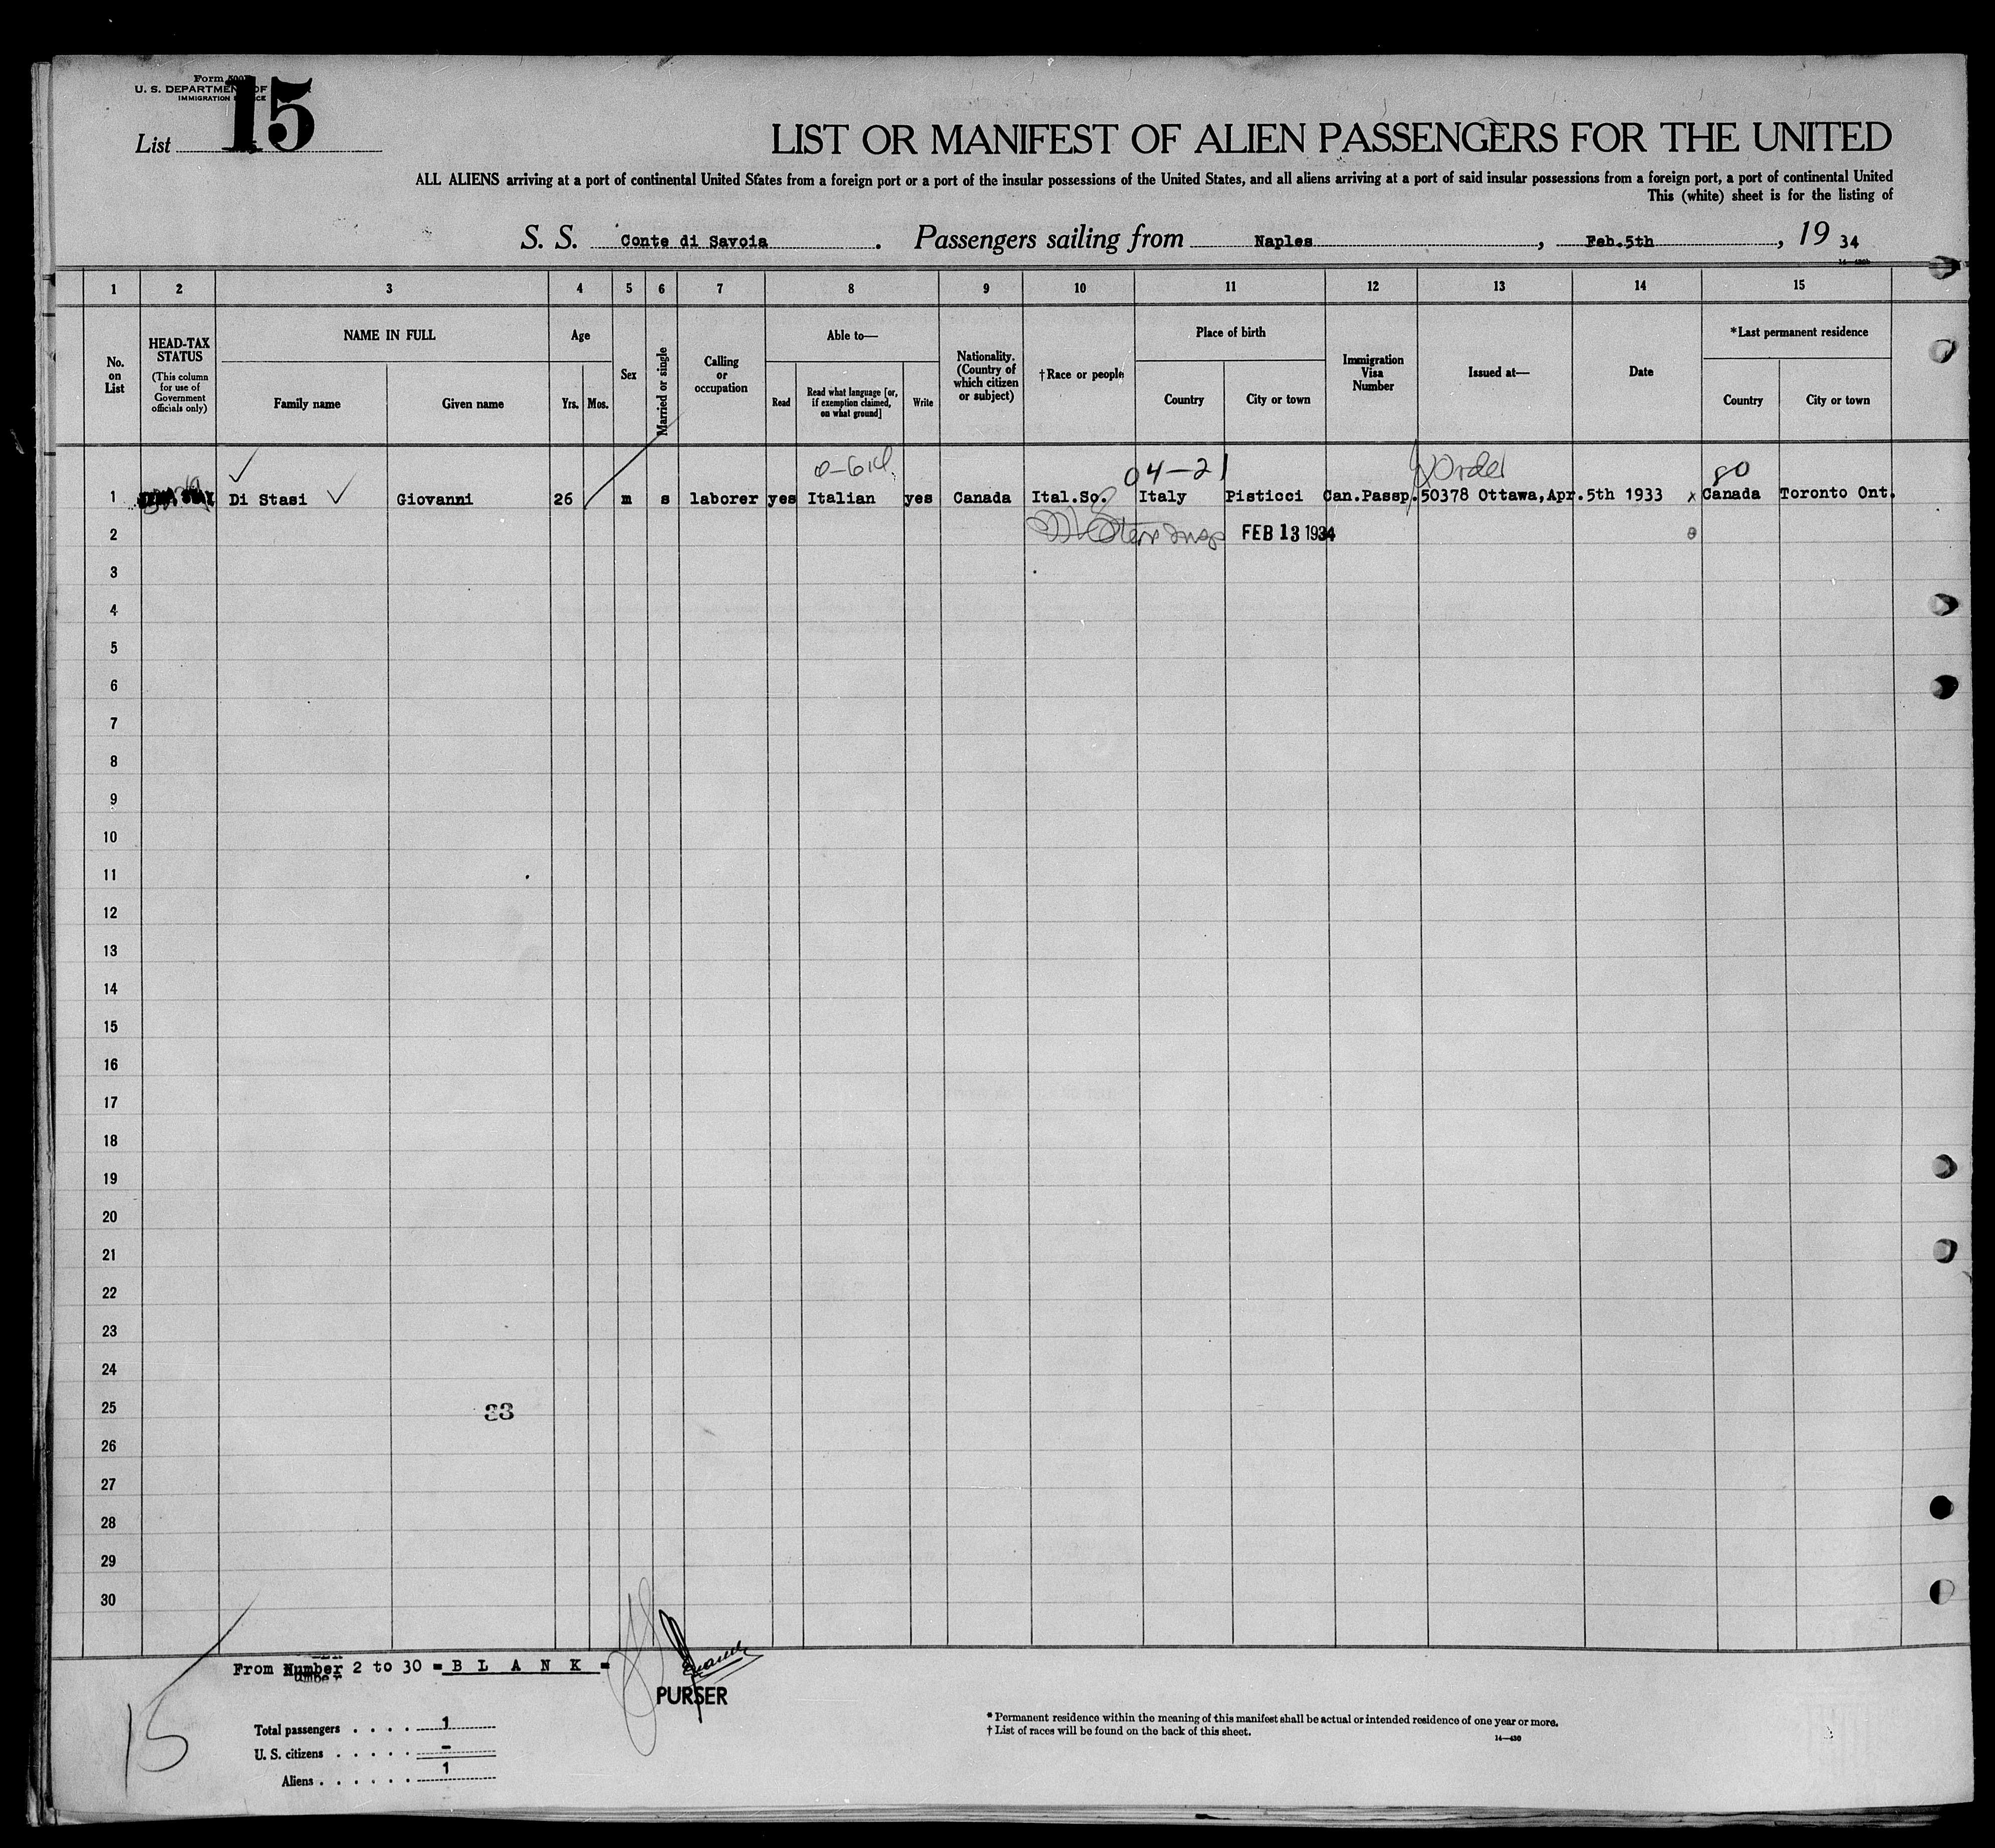 Form 500
U. S. DEPARTMENT OF
IMMIGRATION
List 15
LIST OR MANIFEST OF ALIEN PASSENGERS FOR THE UNITED
ALL ALIENS arriving at a port of continental United States from a foreign port or a port of the insular possessions of the United States, and all aliens arriving at a port of said insular possessions from a foreign port, a port of continental United
This (white) sheet is for the listing of
S. S. Conte di Savoia . Passengers sailing from Naples , Feb.5th , 19 34
1 2 3 4 5 6 7 8 9 10 11 12 13 14 15
No. on List
HEAD-TAX STATUS (This column for use of Government officials only)
NAME IN FULL
Family name
Given name
Age
Yrs. Mos.
Sex
Married or single
Calling or occupation
Able to—
Read
Read what language [or, if exemption claimed, on what ground]
Write
Nationality. (Country of which citizen or subject)
†Race or people
Place of birth
Country
City or town
Immigration Visa Number
Issued at—
Date
*Last permanent residence
Country
City or town
04-21 80
1 Di Stasi Giovanni 26 m s laborer yes Italian yes Canada Ital.So. Italy Pisticci Can.Passp. 50378 Ottawa,Apr.5th 1933 x Canada Toronto Ont.
2 FEB 13 1934
3
4
5
6
7
8
9
10
11
12
13
14
15
16
17
18
19
20
21
22
23
24
25
33
26
27
28
29
30
From Number 2 to 30 = B L A N K =
PURSER
15
Total passengers . . . . 1
U. S. citizens . . . . . -
Aliens . . . . . . 1
* Permanent residence within the meaning of this manifest shall be actual or intended residence of one year or more.
† List of races will be found on the back of this sheet.
14—430